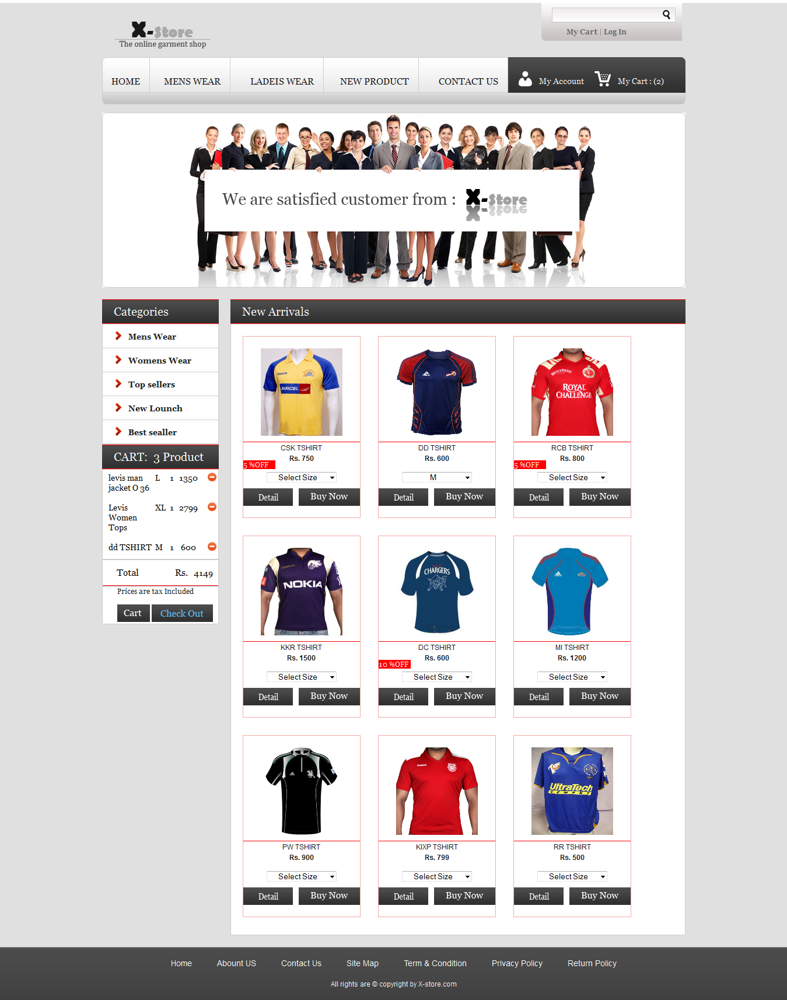 X-Store
The online garment shop
My Cart | Log In
HOME MENS WEAR LADEIS WEAR NEW PRODUCT CONTACT US My Account My Cart : (2)
We are satisfied customer from : X-Store
Categories
Mens Wear
Womens Wear
Top sellers
New Lounch
Best sealler
CART: 3 Product
levis man L 1 1350
jacket O 36
Levis XL 1 2799
Women
Tops
dd TSHIRT M 1 600
Total Rs. 4149
Prices are tax Included
Cart Check Out
New Arrivals
Reebok
AIRCEL
WHYTE & MACKAY
ROYAL
CHALLENGE
CSK TSHIRT DD TSHIRT RCB TSHIRT
Rs. 750 Rs. 600 Rs. 800
5 %OFF 5 %OFF
Select Size M Select Size
Detail Buy Now Detail Buy Now Detail Buy Now
Reebok
NOKIA
CHARGERS
KKR TSHIRT DC TSHIRT MI TSHIRT
Rs. 1500 Rs. 600 Rs. 1200
10 %OFF
Select Size Select Size Select Size
Detail Buy Now Detail Buy Now Detail Buy Now
Reebok
UltraTech
CEMENT
PW TSHIRT KIXP TSHIRT RR TSHIRT
Rs. 900 Rs. 799 Rs. 500
Select Size Select Size Select Size
Detail Buy Now Detail Buy Now Detail Buy Now
Home Abount US Contact Us Site Map Term & Condition Privacy Policy Return Policy
All rights are © copyright by X-store.com